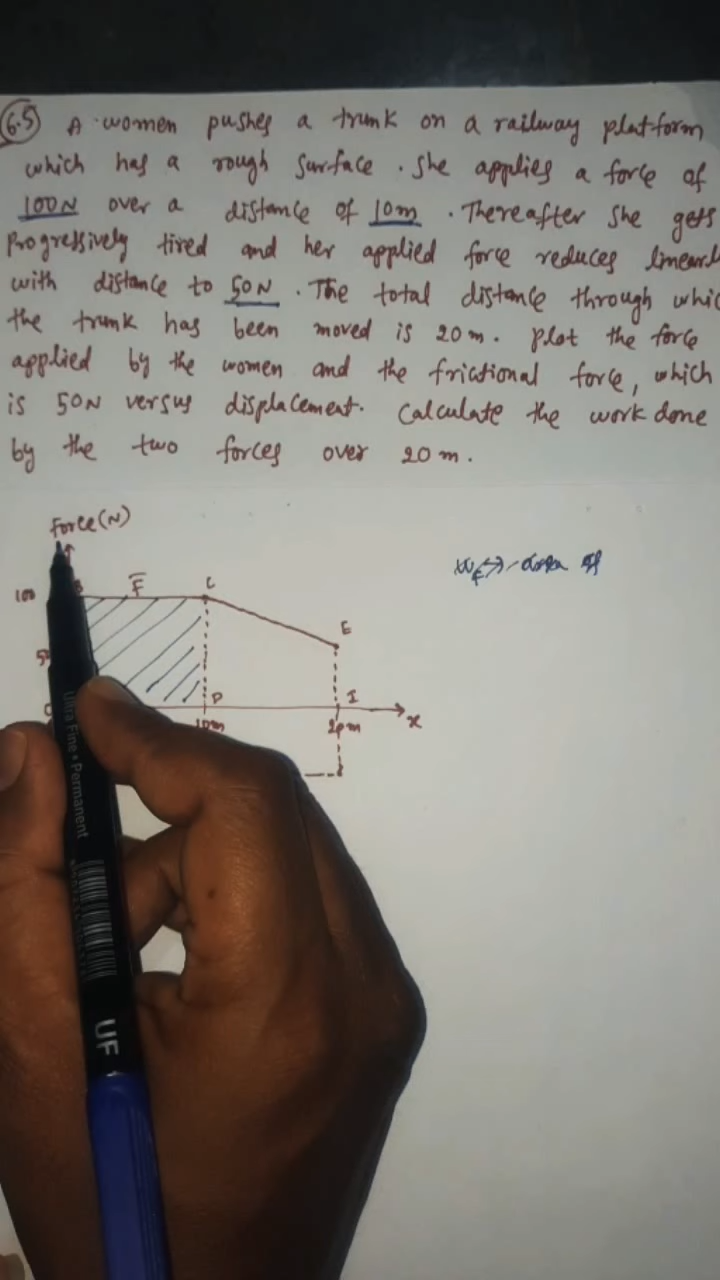 6.5 A women pushes a trunk on a railway platform
which has a rough surface. She applies a force of
100N over a distance of 10m. Thereafter she gets
Progressively tired and her applied force reduces linearl
with distance to 50N. The total distance through whic
the trunk has been moved is 20m. plot the force
applied by the women and the frictional force, which
is 50N versus displacement. Calculate the work done
by the two forces over 20m.
Force (N)
100 F C
E
D I
x
UF
Ultra Fine • Permanent